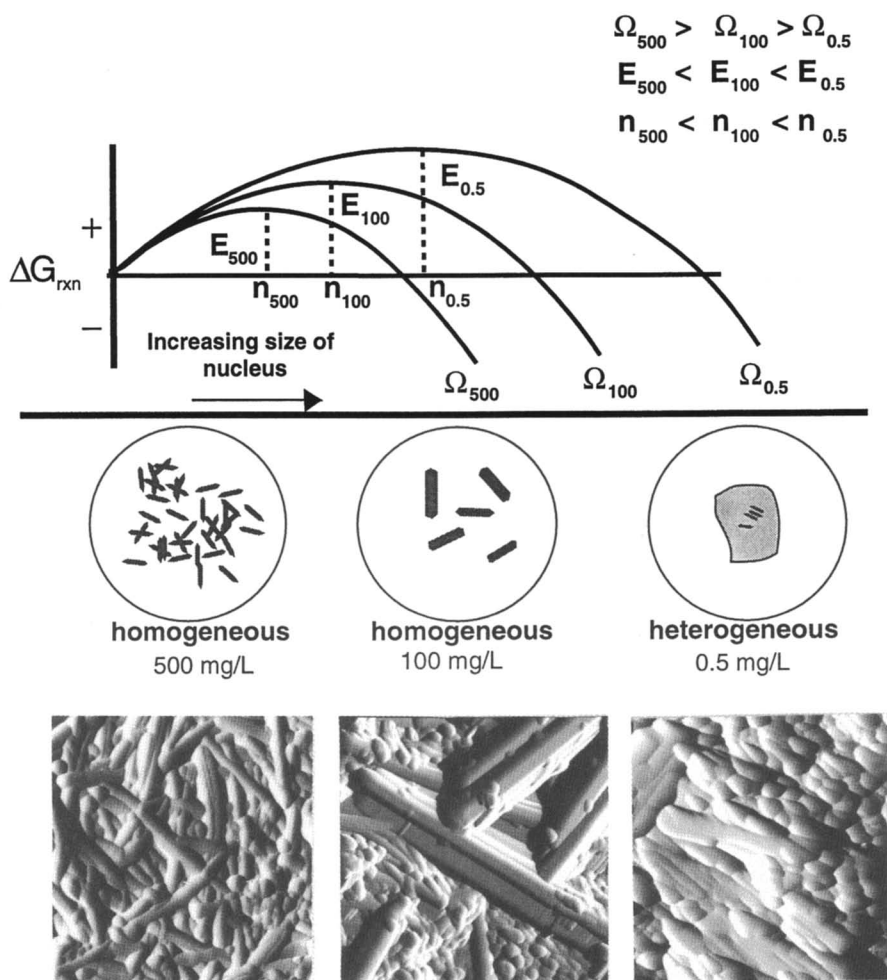 Ω500 > Ω100 > Ω0.5
E500 < E100 < E0.5
n500 < n100 < n0.5
+
ΔGrxn
−
E500
E100
E0.5
n500
n100
n0.5
Increasing size of
nucleus
Ω500
Ω100
Ω0.5
homogeneous
500 mg/L
homogeneous
100 mg/L
heterogeneous
0.5 mg/L